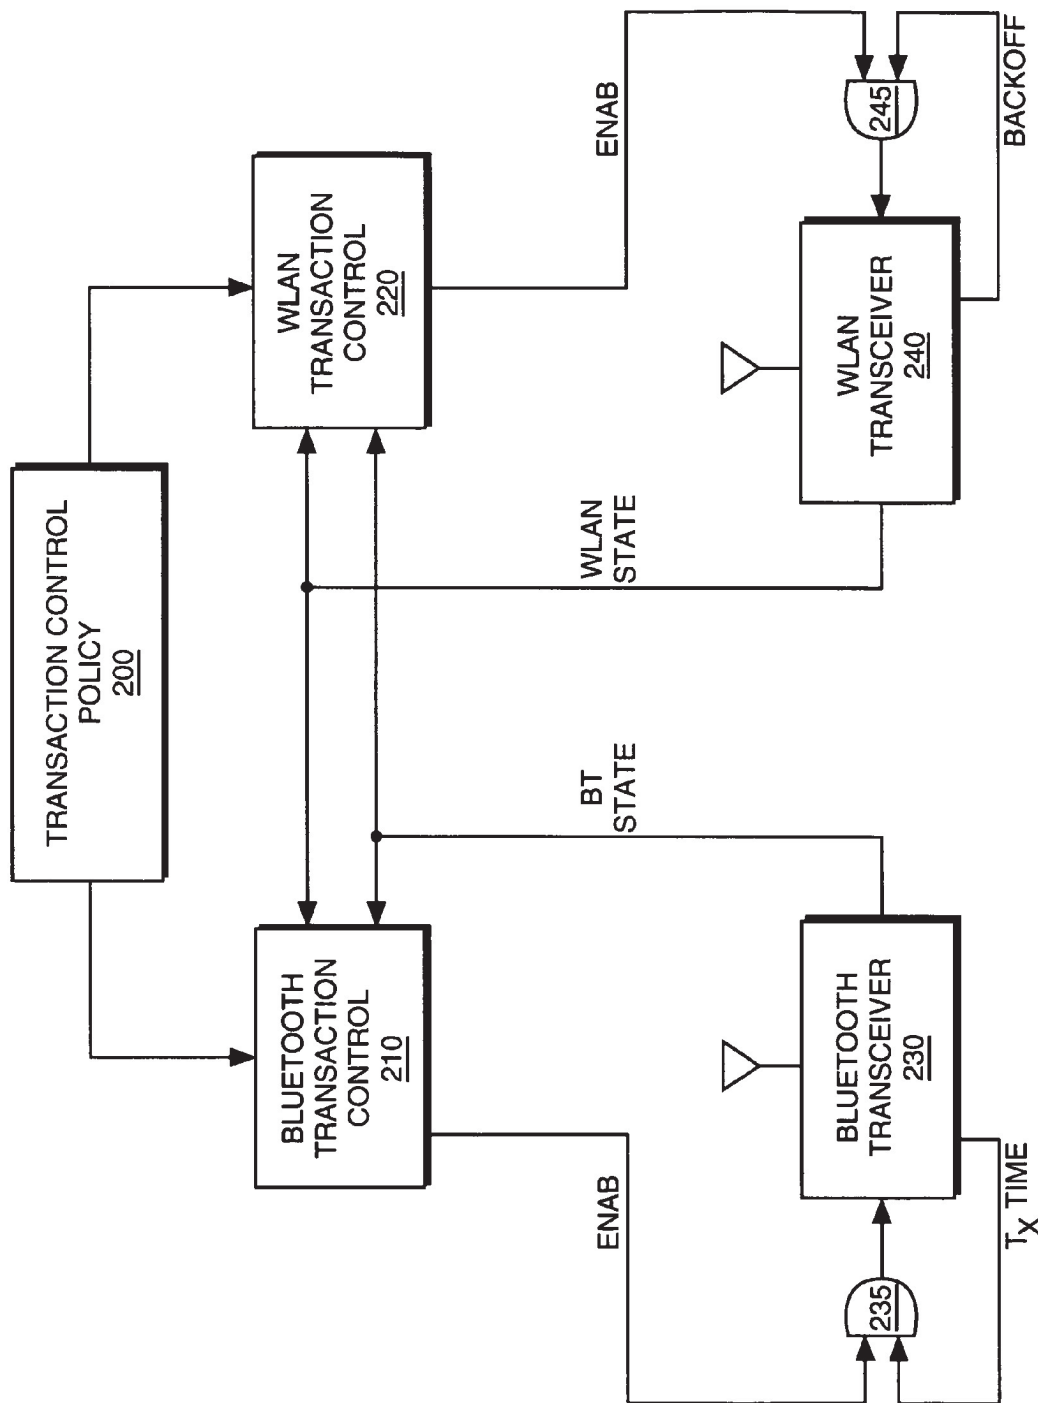 TRANSACTION CONTROL
POLICY
200
BLUETOOTH
TRANSACTION
CONTROL
210
WLAN
TRANSACTION
CONTROL
220
ENAB
BT
STATE
WLAN
STATE
ENAB
235
BLUETOOTH
TRANSCEIVER
230
WLAN
TRANSCEIVER
240
245
TX TIME
BACKOFF